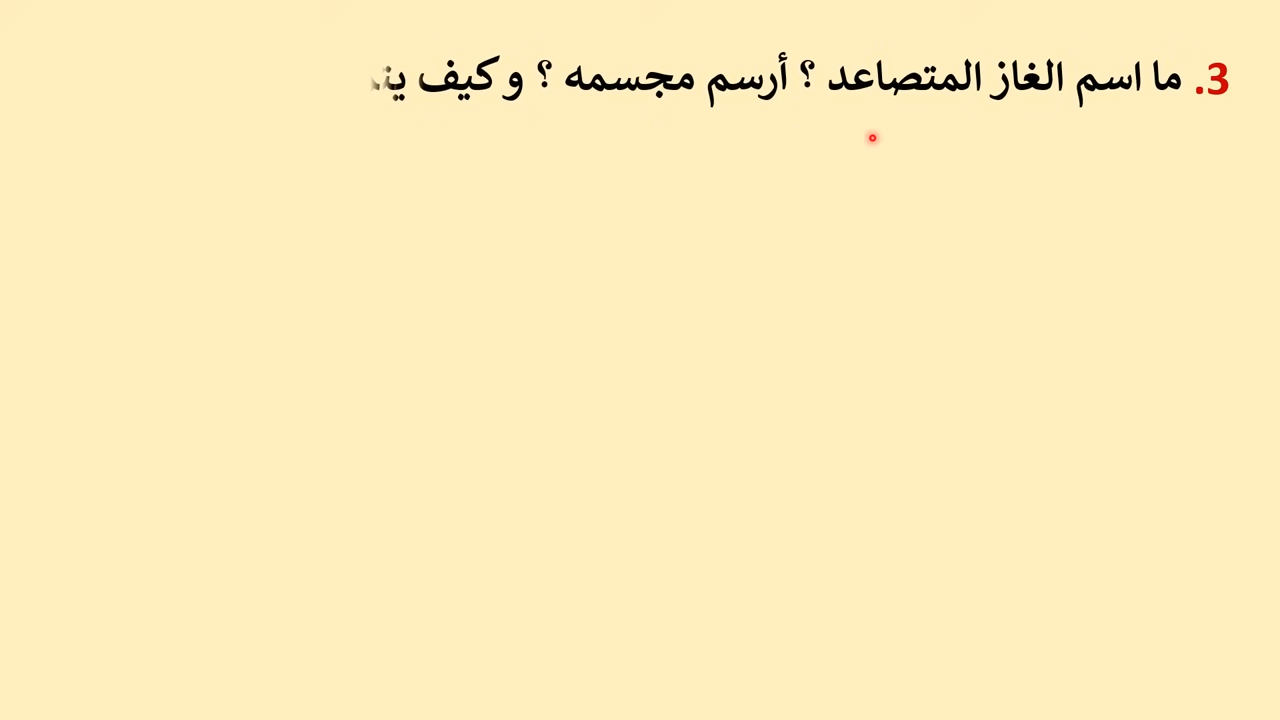 3. ما اسم الغاز المتصاعد ؟ أرسم مجسمه ؟ و كيف